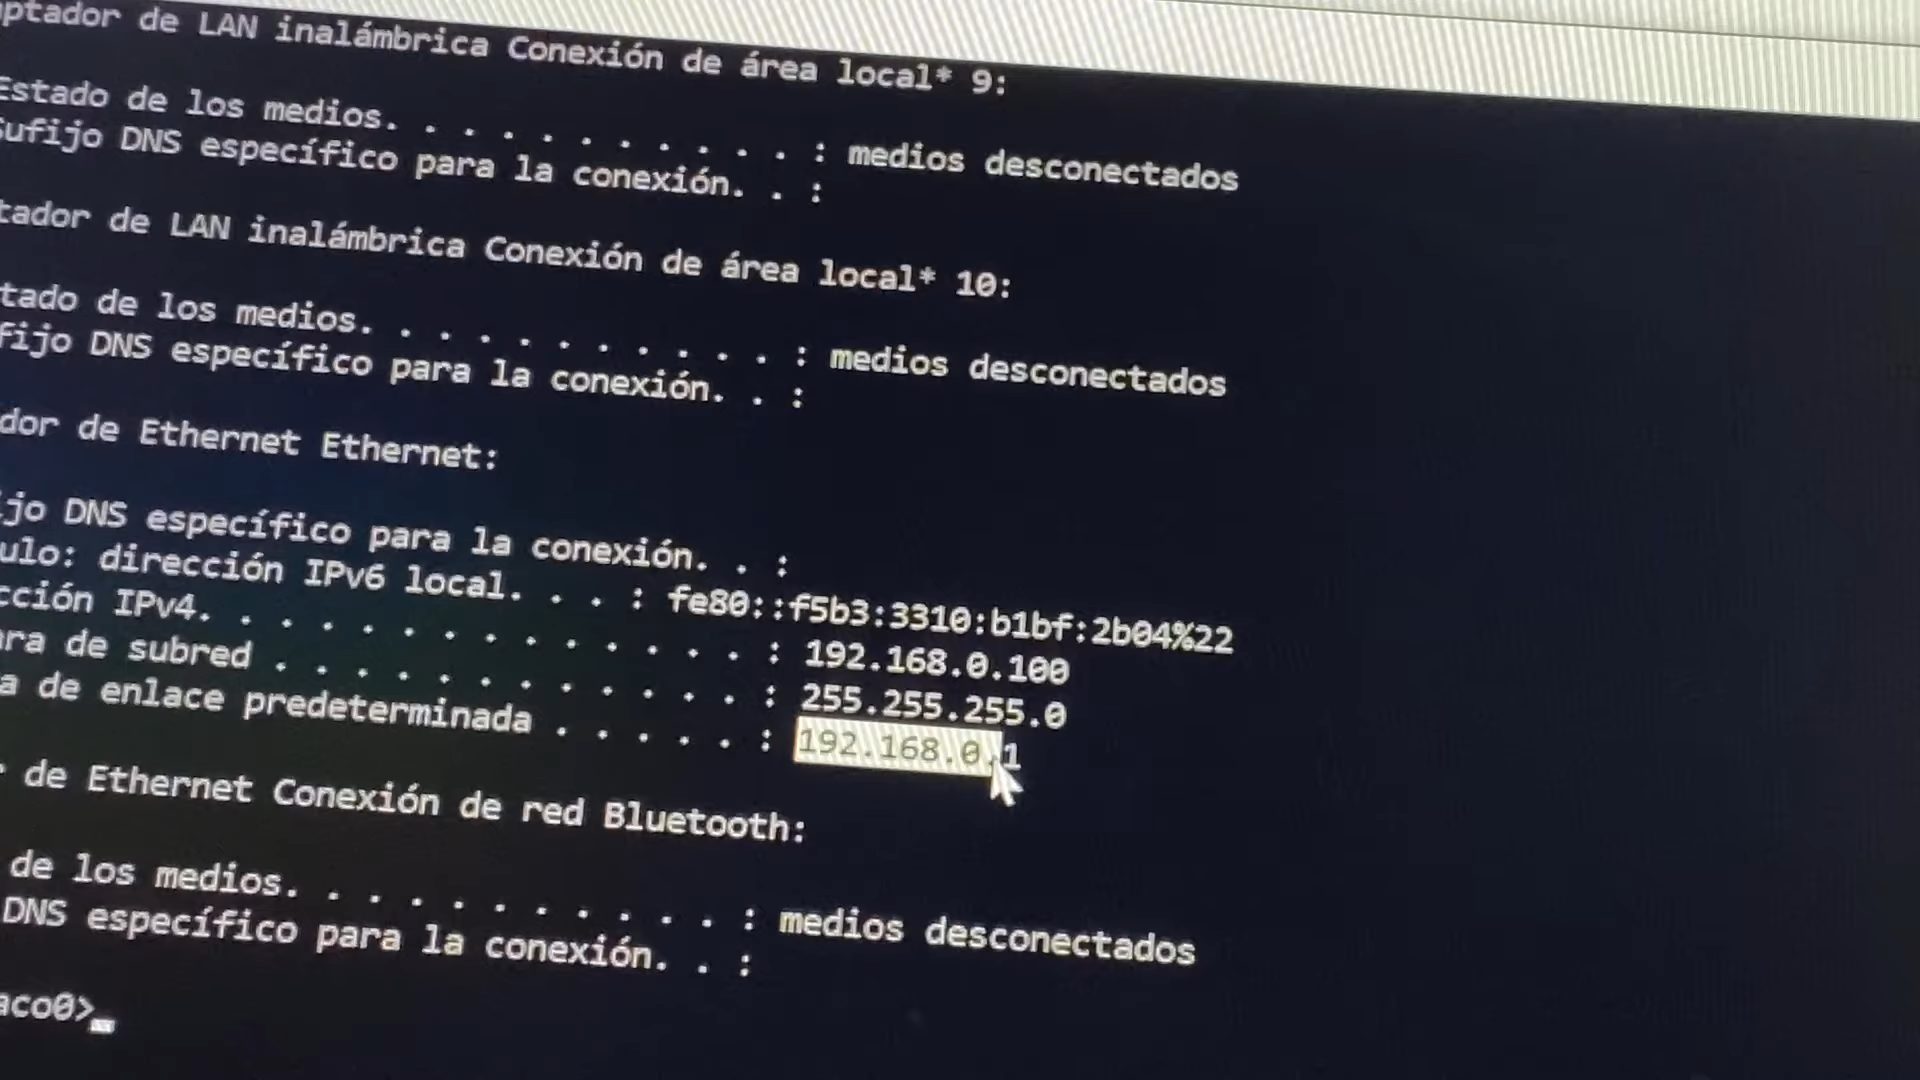 ptador de LAN inalámbrica Conexión de área local* 9:
Estado de los medios. . . . . . . . . . . : medios desconectados
Sufijo DNS específico para la conexión. . :
tador de LAN inalámbrica Conexión de área local* 10:
tado de los medios. . . . . . . . . . . : medios desconectados
fijo DNS específico para la conexión. . :
dor de Ethernet Ethernet:
ijo DNS específico para la conexión. . :
ulo: dirección IPv6 local. . . : fe80::f5b3:3310:b1bf:2b04%22
cción IPv4. . . . . . . . . . . . . . : 192.168.0.100
ara de subred . . . . . . . . . . . . : 255.255.255.0
a de enlace predeterminada . . . . . : 192.168.0.1
de Ethernet Conexión de red Bluetooth:
de los medios. . . . . . . . . . . : medios desconectados
DNS específico para la conexión. . :
aco0>_